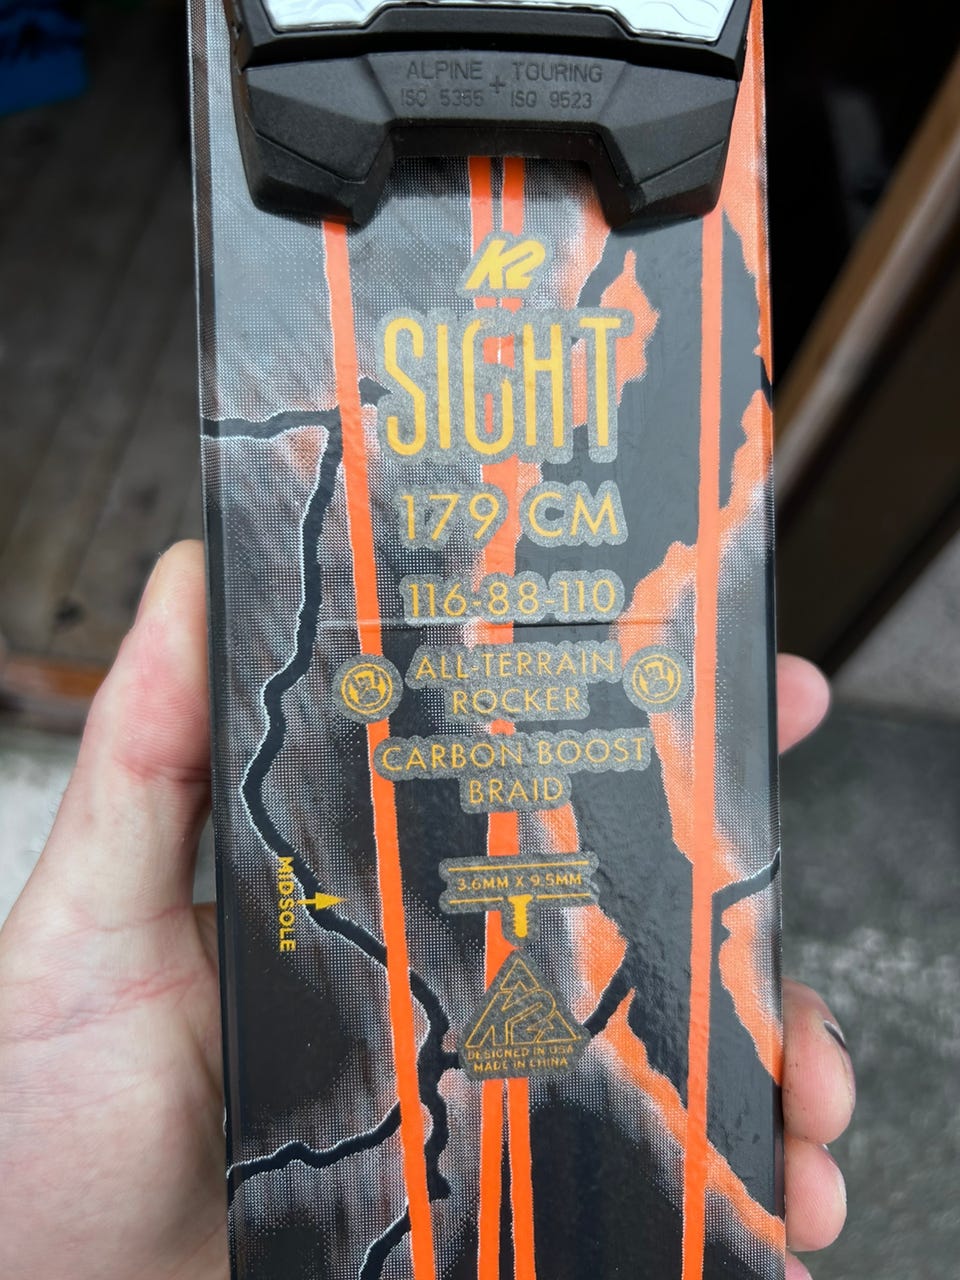 ALPINE + TOURING
ISO 5355 ISO 9523
K2
SIGHT
179 CM
116-88-110
ALL-TERRAIN
ROCKER
CARBON BOOST
BRAID
3.6MM X 9.5MM
MIDSOLE
K2
DESIGNED IN USA
MADE IN CHINA